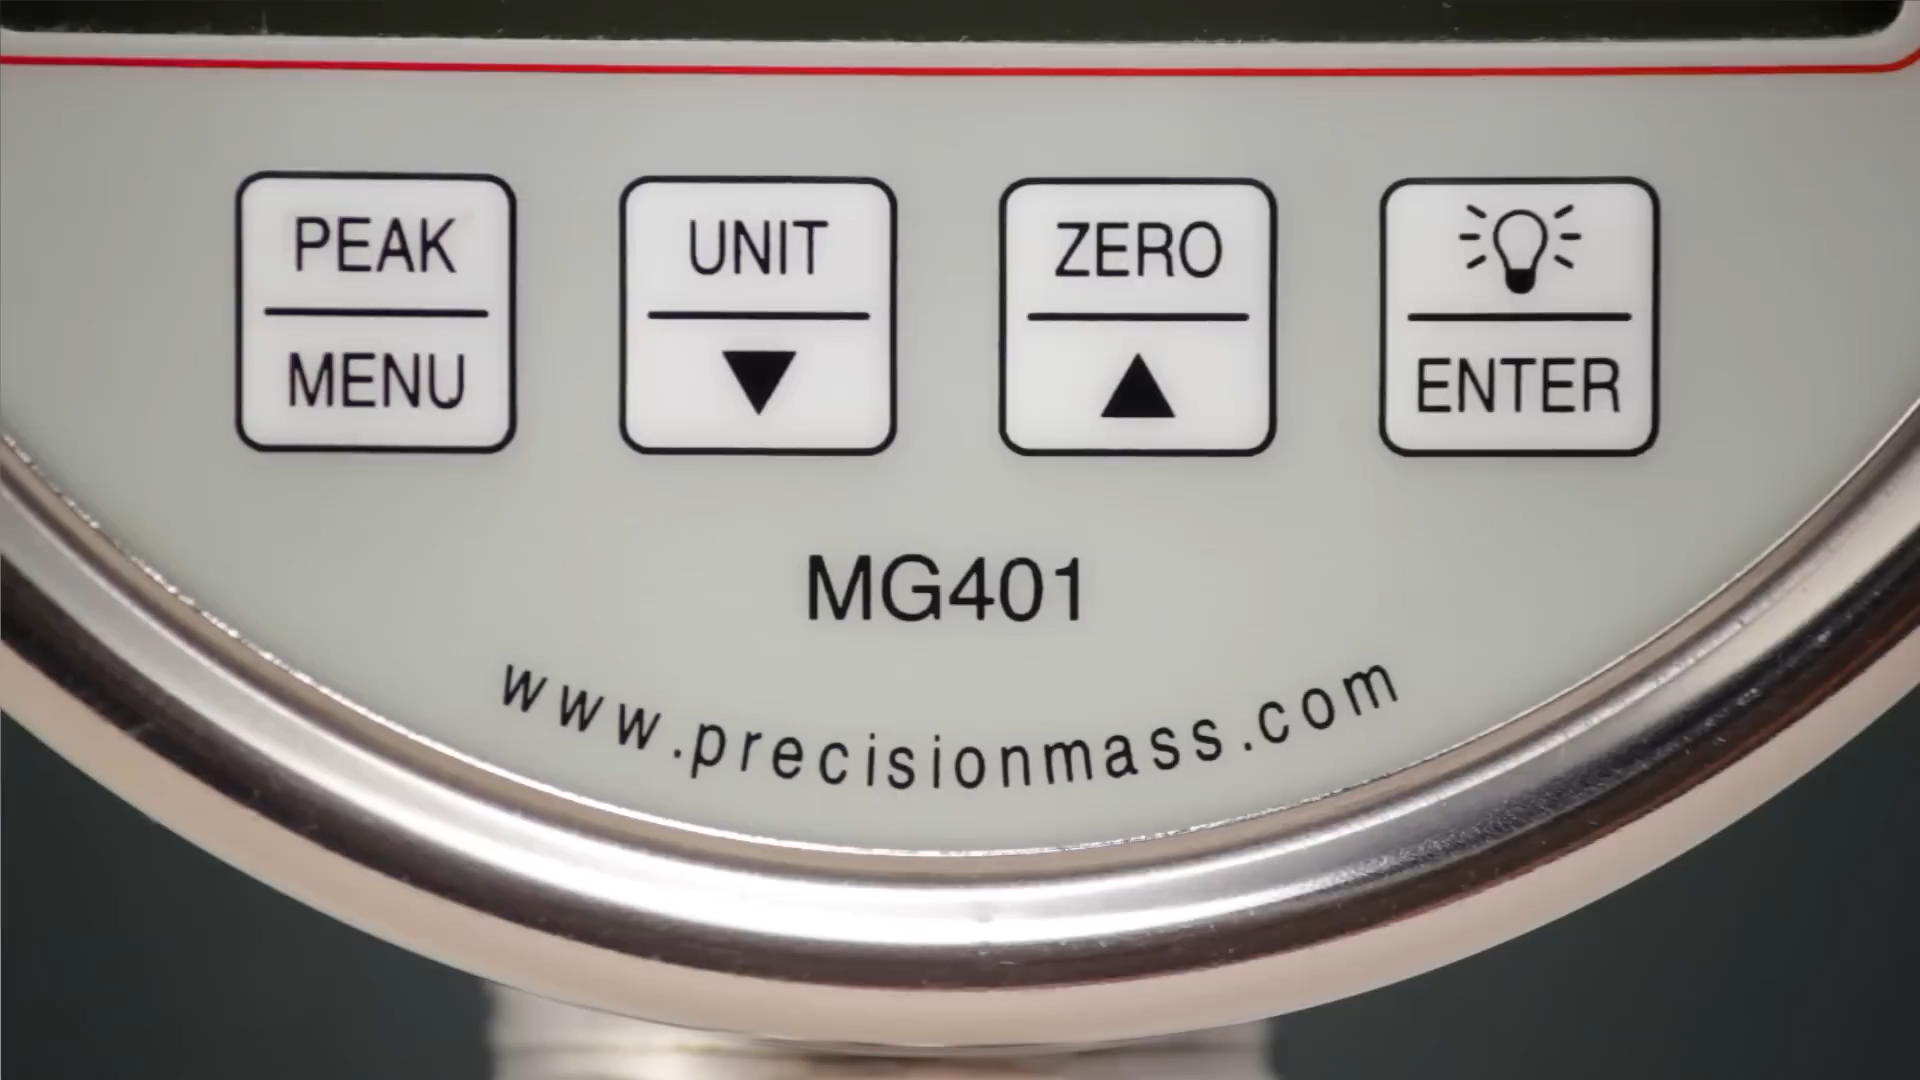 PEAK
MENU
UNIT
▼
ZERO
▲
ENTER
MG401
www.precisionmass.com